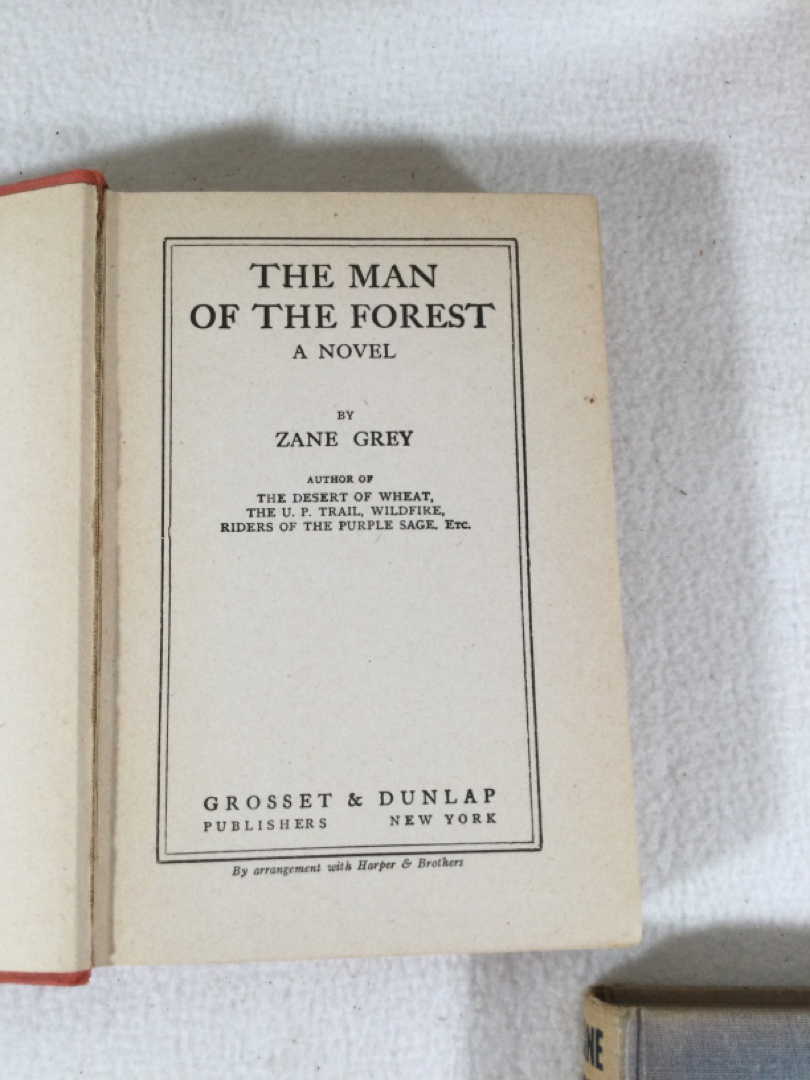 THE MAN
OF THE FOREST
A NOVEL
BY
ZANE GREY
AUTHOR OF
THE DESERT OF WHEAT,
THE U. P. TRAIL, WILDFIRE,
RIDERS OF THE PURPLE SAGE, ETC.
GROSSET & DUNLAP
PUBLISHERS NEW YORK
By arrangement with Harper & Brothers